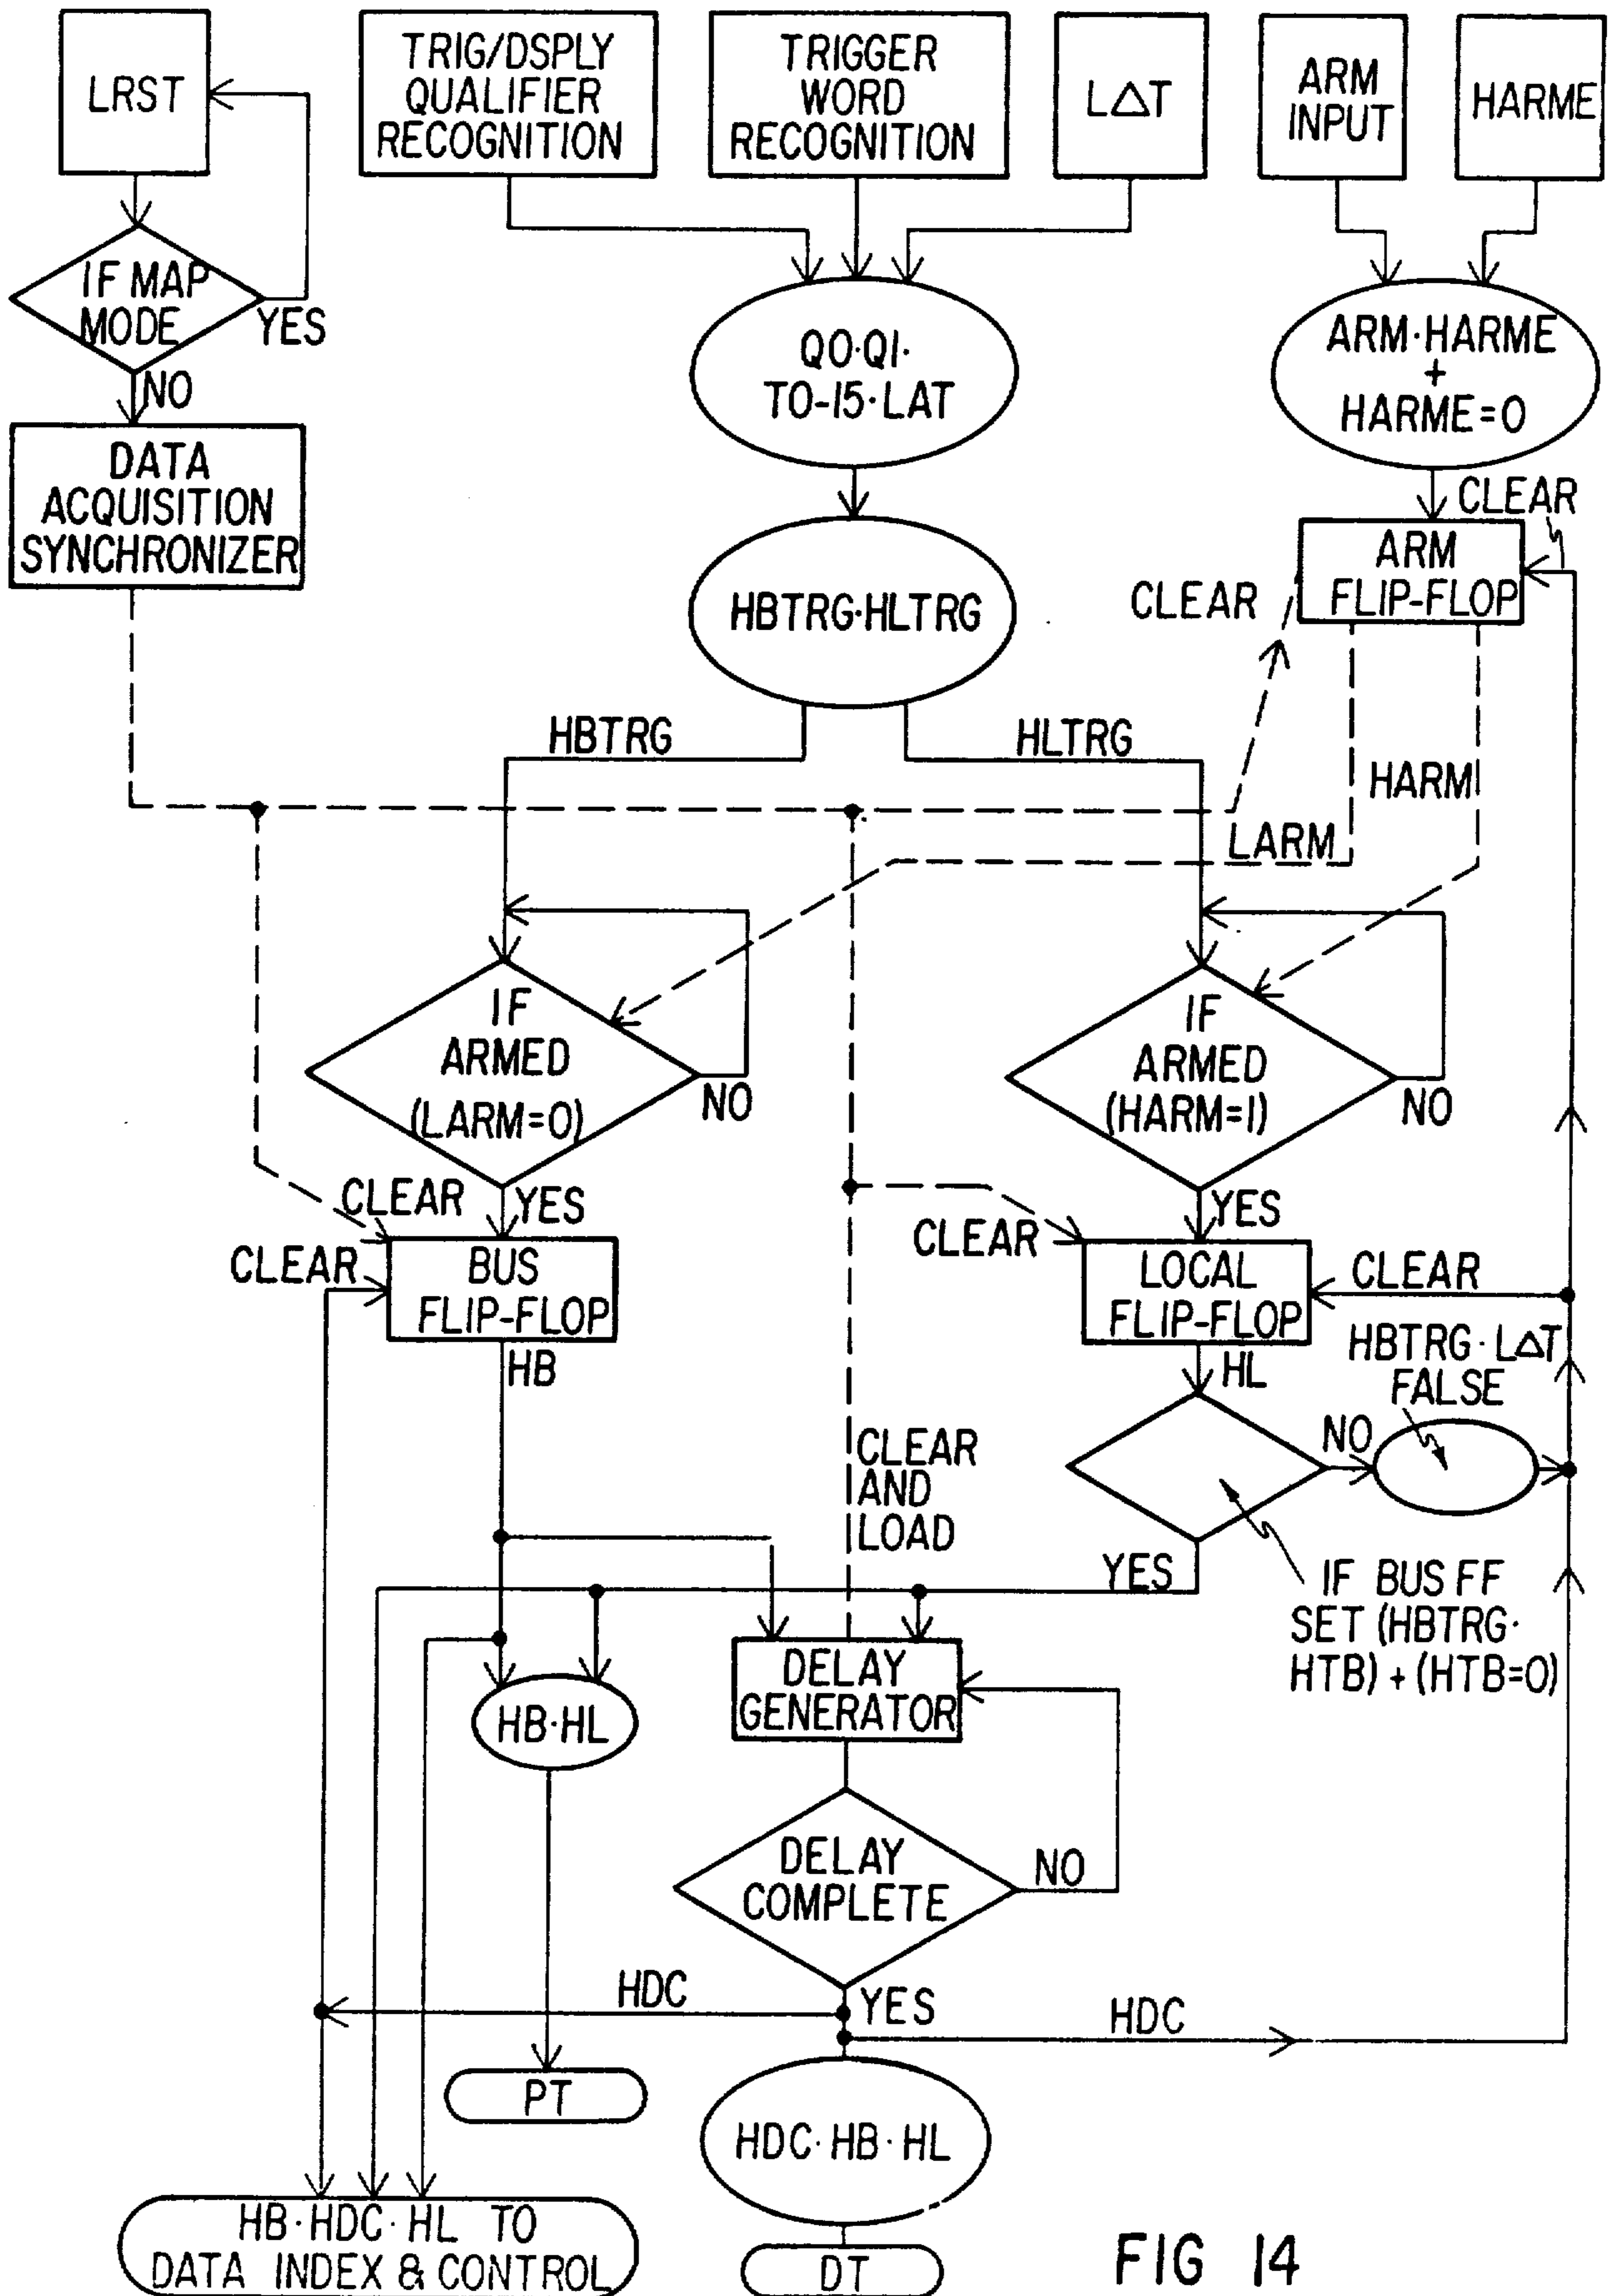 LRST
TRIG/DSPLY
QUALIFIER
RECOGNITION
TRIGGER
WORD
RECOGNITION
LΔT
ARM
INPUT
HARME
IF MAP
MODE
YES
NO
DATA
ACQUISITION
SYNCHRONIZER
Q0·Q1·
T0-15·LAT
ARM·HARME
+
HARME=0
CLEAR
ARM
FLIP-FLOP
CLEAR
HBTRG·HLTRG
HBTRG
HLTRG
HARM
LARM
IF
ARMED
(LARM=0)
NO
IF
ARMED
(HARM=1)
NO
CLEAR
YES
YES
CLEAR
CLEAR
BUS
FLIP-FLOP
LOCAL
FLIP-FLOP
CLEAR
HB
HL
HBTRG·LΔT
FALSE
NO
CLEAR
AND
LOAD
YES
IF BUS FF
SET (HBTRG·
HTB) + (HTB=0)
HB·HL
DELAY
GENERATOR
DELAY
COMPLETE
NO
HDC
YES
HDC
PT
HDC·HB·HL
HB·HDC·HL TO
DATA INDEX & CONTROL
DT
FIG 14